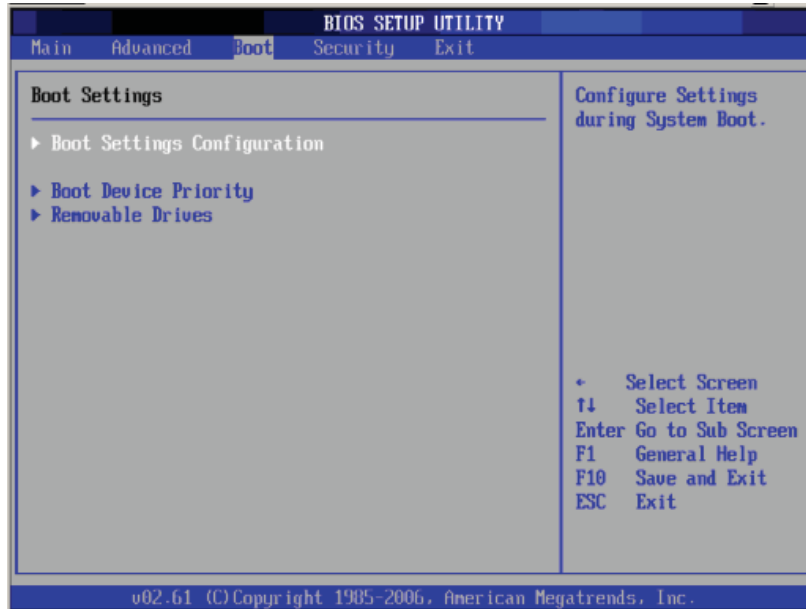 BIOS SETUP UTILITY
Main Advanced Boot Security Exit
Boot Settings
Boot Settings Configuration
Boot Device Priority
Removable Drives
Configure Settings
during System Boot.
← Select Screen
↑↓ Select Item
Enter Go to Sub Screen
F1 General Help
F10 Save and Exit
ESC Exit
v02.61 (C)Copyright 1985-2006, American Megatrends, Inc.